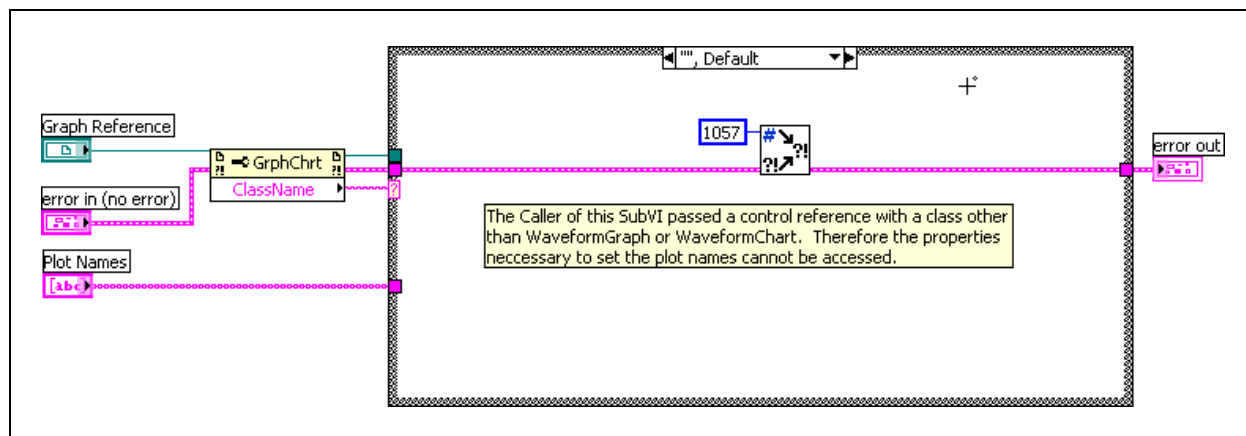 "", Default
Graph Reference
1057
#
?!
?!
error out
?! GrphChrt ?!
ClassName
?
error in (no error)
The Caller of this SubVI passed a control reference with a class other
than WaveformGraph or WaveformChart. Therefore the properties
neccessary to set the plot names cannot be accessed.
Plot Names
[abc]